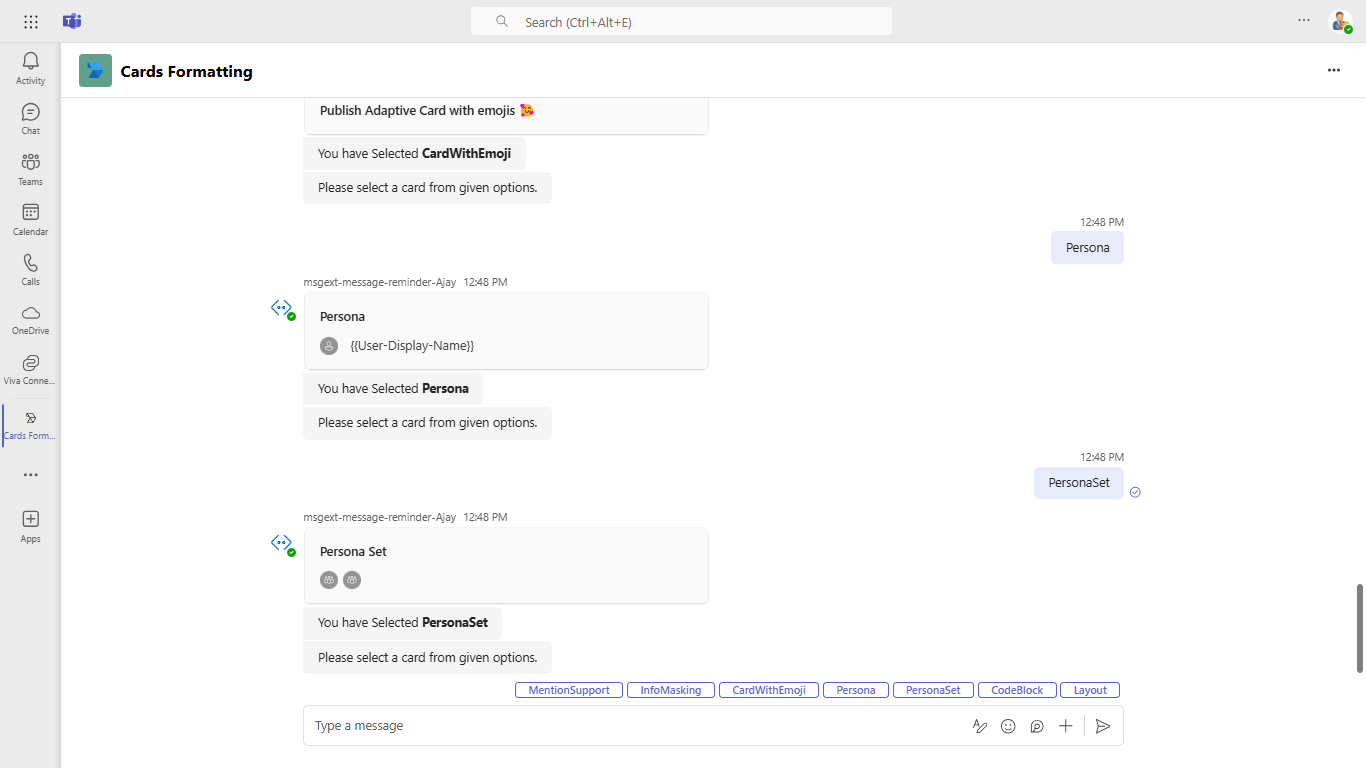 Search (Ctrl+Alt+E)
Activity
Chat
Teams
Calendar
Calls
OneDrive
Viva Conne...
Cards Form...
Apps
Cards Formatting
Publish Adaptive Card with emojis 🥰
You have Selected CardWithEmoji
Please select a card from given options.
12:48 PM
Persona
msgext-message-reminder-Ajay 12:48 PM
Persona
{{User-Display-Name}}
You have Selected Persona
Please select a card from given options.
12:48 PM
PersonaSet
msgext-message-reminder-Ajay 12:48 PM
Persona Set
You have Selected PersonaSet
Please select a card from given options.
MentionSupport InfoMasking CardWithEmoji Persona PersonaSet CodeBlock Layout
Type a message